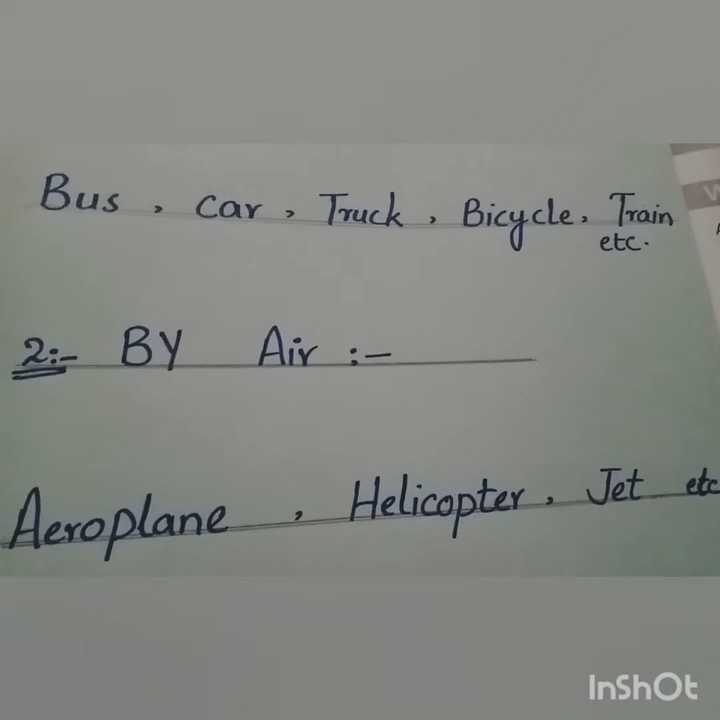 Bus , Car , Truck , Bicycle, Train
etc.
2:- BY Air :-
Aeroplane , Helicopter, Jet etc
InShOt